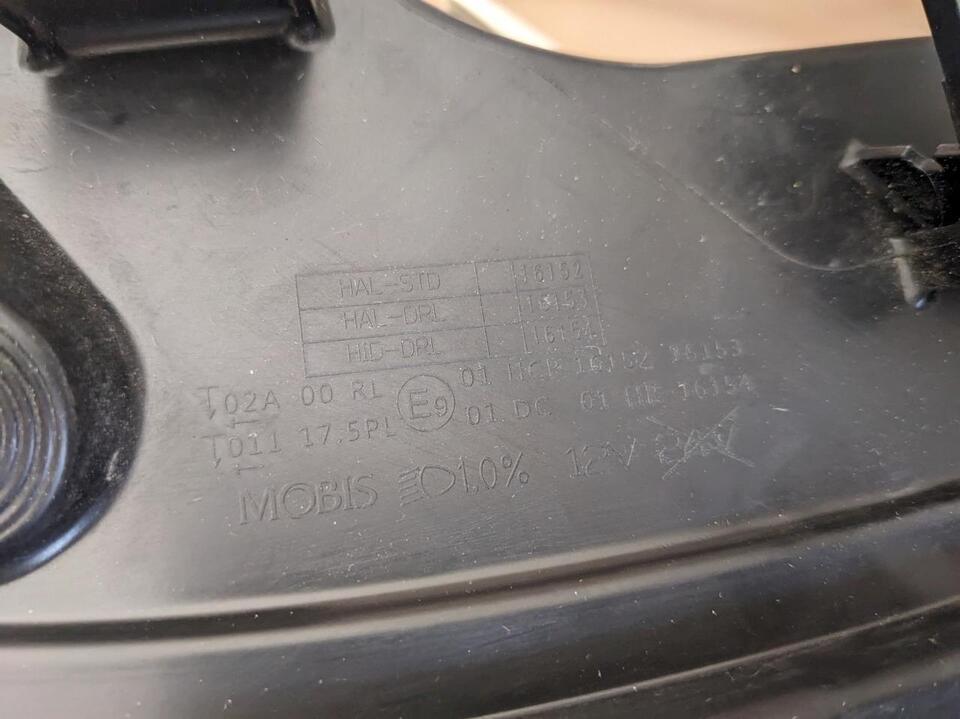 HAL-STD 16152
HAL-DRL 16153
HID-DRL 16154
02A 00 RL E9 01 HCR 16152 16153
011 17.5PL 01 DC 01 HR 16154
MOBIS 1,0% 12V 24V